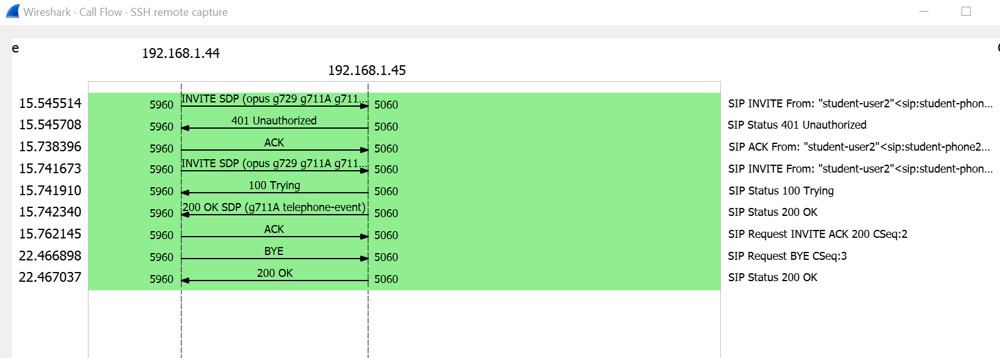 Wireshark · Call Flow · SSH remote capture
e
192.168.1.44
192.168.1.45
15.545514 5960 INVITE SDP (opus g729 g711A g711... 5060 SIP INVITE From: "student-user2"<sip:student-phon...
15.545708 5960 401 Unauthorized 5060 SIP Status 401 Unauthorized
15.738396 5960 ACK 5060 SIP ACK From: "student-user2"<sip:student-phone2...
15.741673 5960 INVITE SDP (opus g729 g711A g711... 5060 SIP INVITE From: "student-user2"<sip:student-phon...
15.741910 5960 100 Trying 5060 SIP Status 100 Trying
15.742340 5960 200 OK SDP (g711A telephone-event) 5060 SIP Status 200 OK
15.762145 5960 ACK 5060 SIP Request INVITE ACK 200 CSeq:2
22.466898 5960 BYE 5060 SIP Request BYE CSeq:3
22.467037 5960 200 OK 5060 SIP Status 200 OK